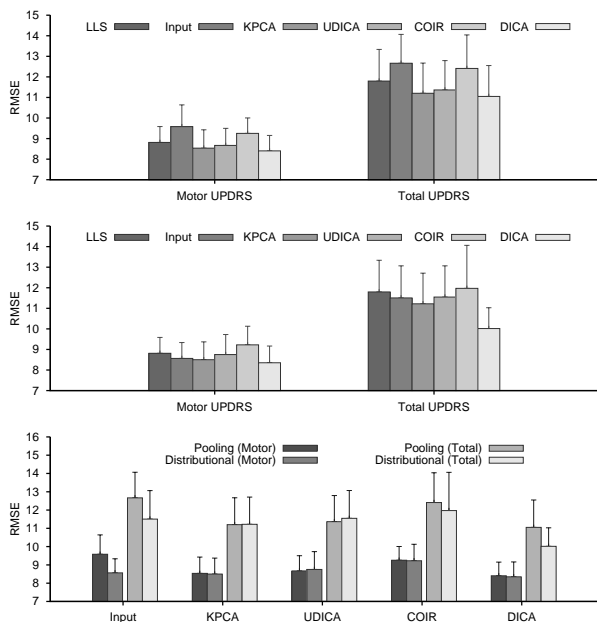 15
14
LLS Input KPCA UDICA COIR DICA
13
12
RMSE
11
10
9
8
7
Motor UPDRS Total UPDRS
15
14
LLS Input KPCA UDICA COIR DICA
13
12
RMSE
11
10
9
8
7
Motor UPDRS Total UPDRS
16
Pooling (Motor) Pooling (Total)
15
Distributional (Motor) Distributional (Total)
14
13
12
RMSE
11
10
9
8
7
Input KPCA UDICA COIR DICA